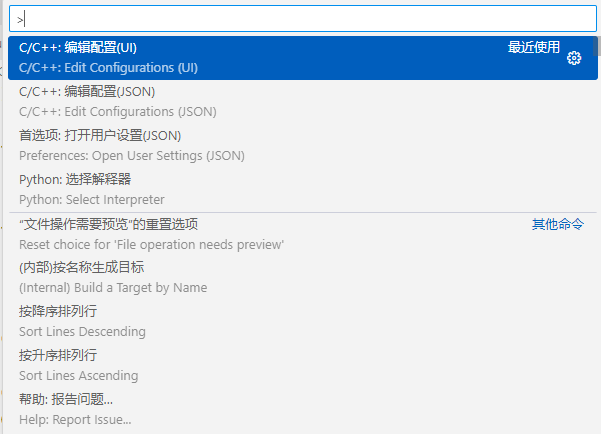 >
C/C++: 编辑配置(UI) 最近使用
C/C++: Edit Configurations (UI)
C/C++: 编辑配置(JSON)
C/C++: Edit Configurations (JSON)
首选项: 打开用户设置(JSON)
Preferences: Open User Settings (JSON)
Python: 选择解释器
Python: Select Interpreter
“文件操作需要预览”的重置选项 其他命令
Reset choice for 'File operation needs preview'
(内部)按名称生成目标
(Internal) Build a Target by Name
按降序排列行
Sort Lines Descending
按升序排列行
Sort Lines Ascending
帮助: 报告问题...
Help: Report Issue...